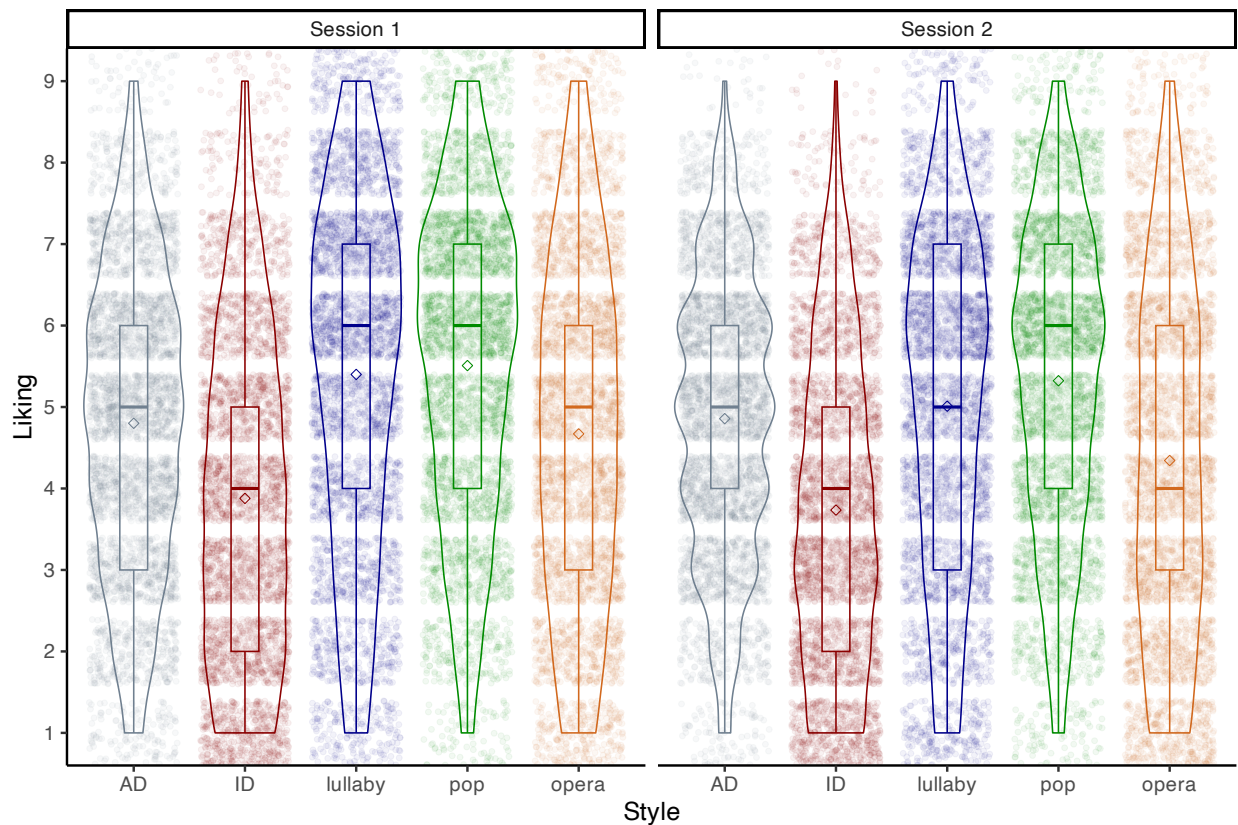 Session 1
Session 2
Liking
9
8
7
6
5
4
3
2
1
AD ID lullaby pop opera
AD ID lullaby pop opera
Style